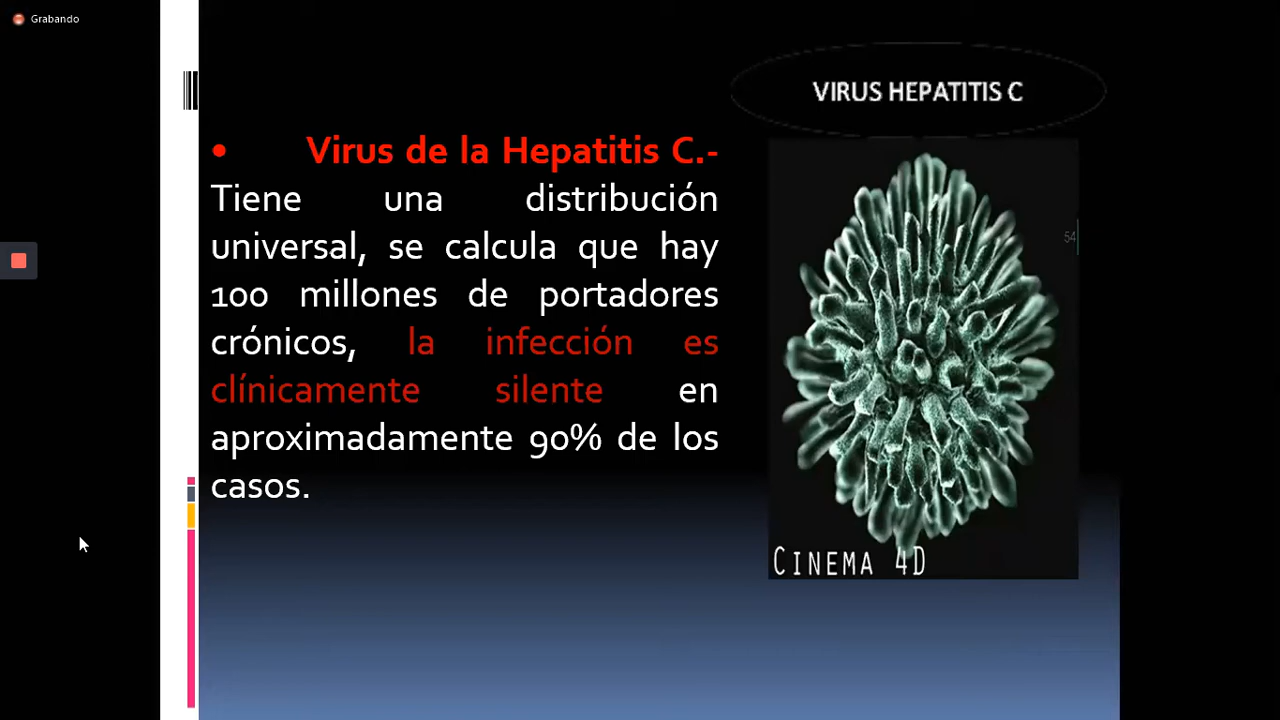 Grabando
VIRUS HEPATITIS C
• Virus de la Hepatitis C.-
Tiene una distribución
universal, se calcula que hay
100 millones de portadores
crónicos, la infección es
clínicamente silente en
aproximadamente 90% de los
casos.
54
CINEMA 4D